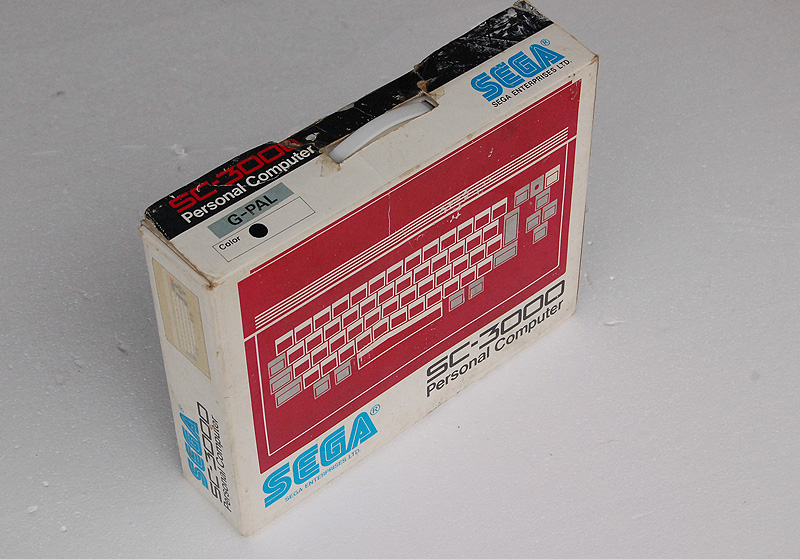 SEGA®
SEGA ENTERPRISES LTD.
SC-3000
Personal Computer
G-PAL
Color
SC-3000
Personal Computer
SEGA®
SEGA ENTERPRISES LTD.
SEGA
SC-3000
Personal Computer